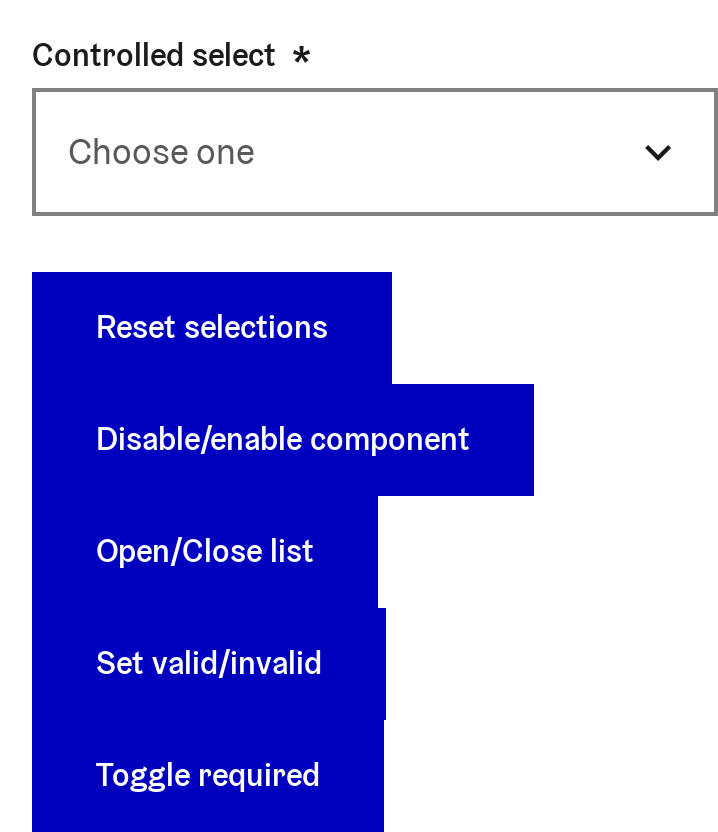 Controlled select *
Choose one
Reset selections
Disable/enable component
Open/Close list
Set valid/invalid
Toggle required